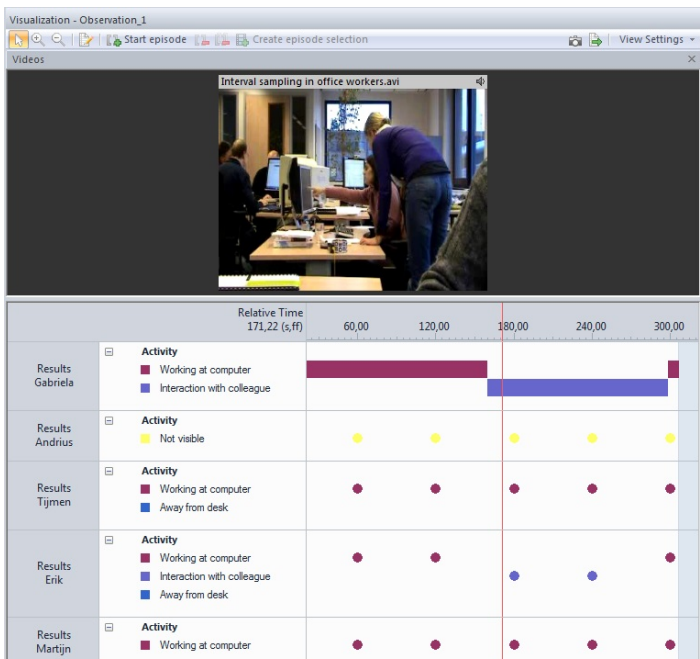 Visualization - Observation_1
Start episode
Create episode selection
View Settings
Videos
Interval sampling in office workers.avi
Relative Time
171,22 (s,ff)
60,00 120,00 180,00 240,00 300,00
Results Gabriela
Activity
Working at computer
Interaction with colleague
Results Andrius
Activity
Not visible
Results Tijmen
Activity
Working at computer
Away from desk
Results Erik
Activity
Working at computer
Interaction with colleague
Away from desk
Results Martijn
Activity
Working at computer